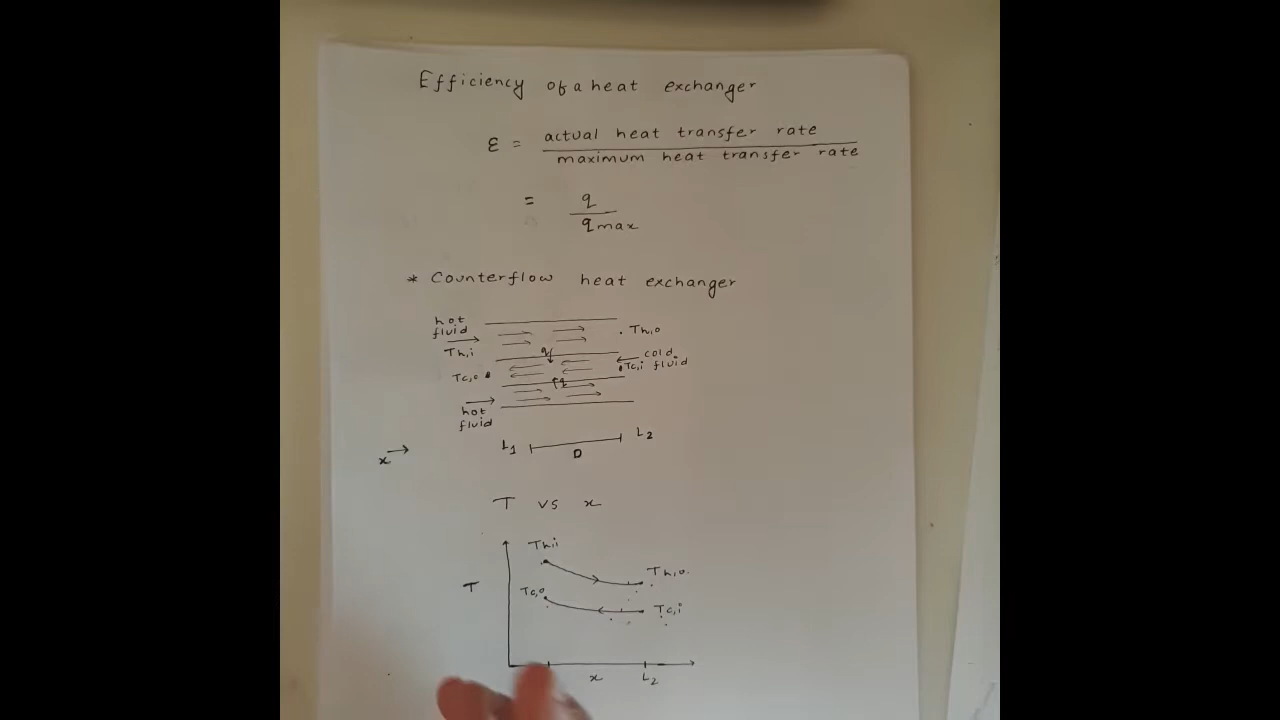 Efficiency of a heat exchanger
ε = actual heat transfer rate
maximum heat transfer rate
= q
qmax
* Counterflow heat exchanger
hot
fluid
Th,i
Th,o
q
cold
fluid
Tc,o
Tc,i
q
hot
fluid
x
L1
D
L2
T vs x
Th,i
Th,o
T
Tc,o
Tc,i
x
L2